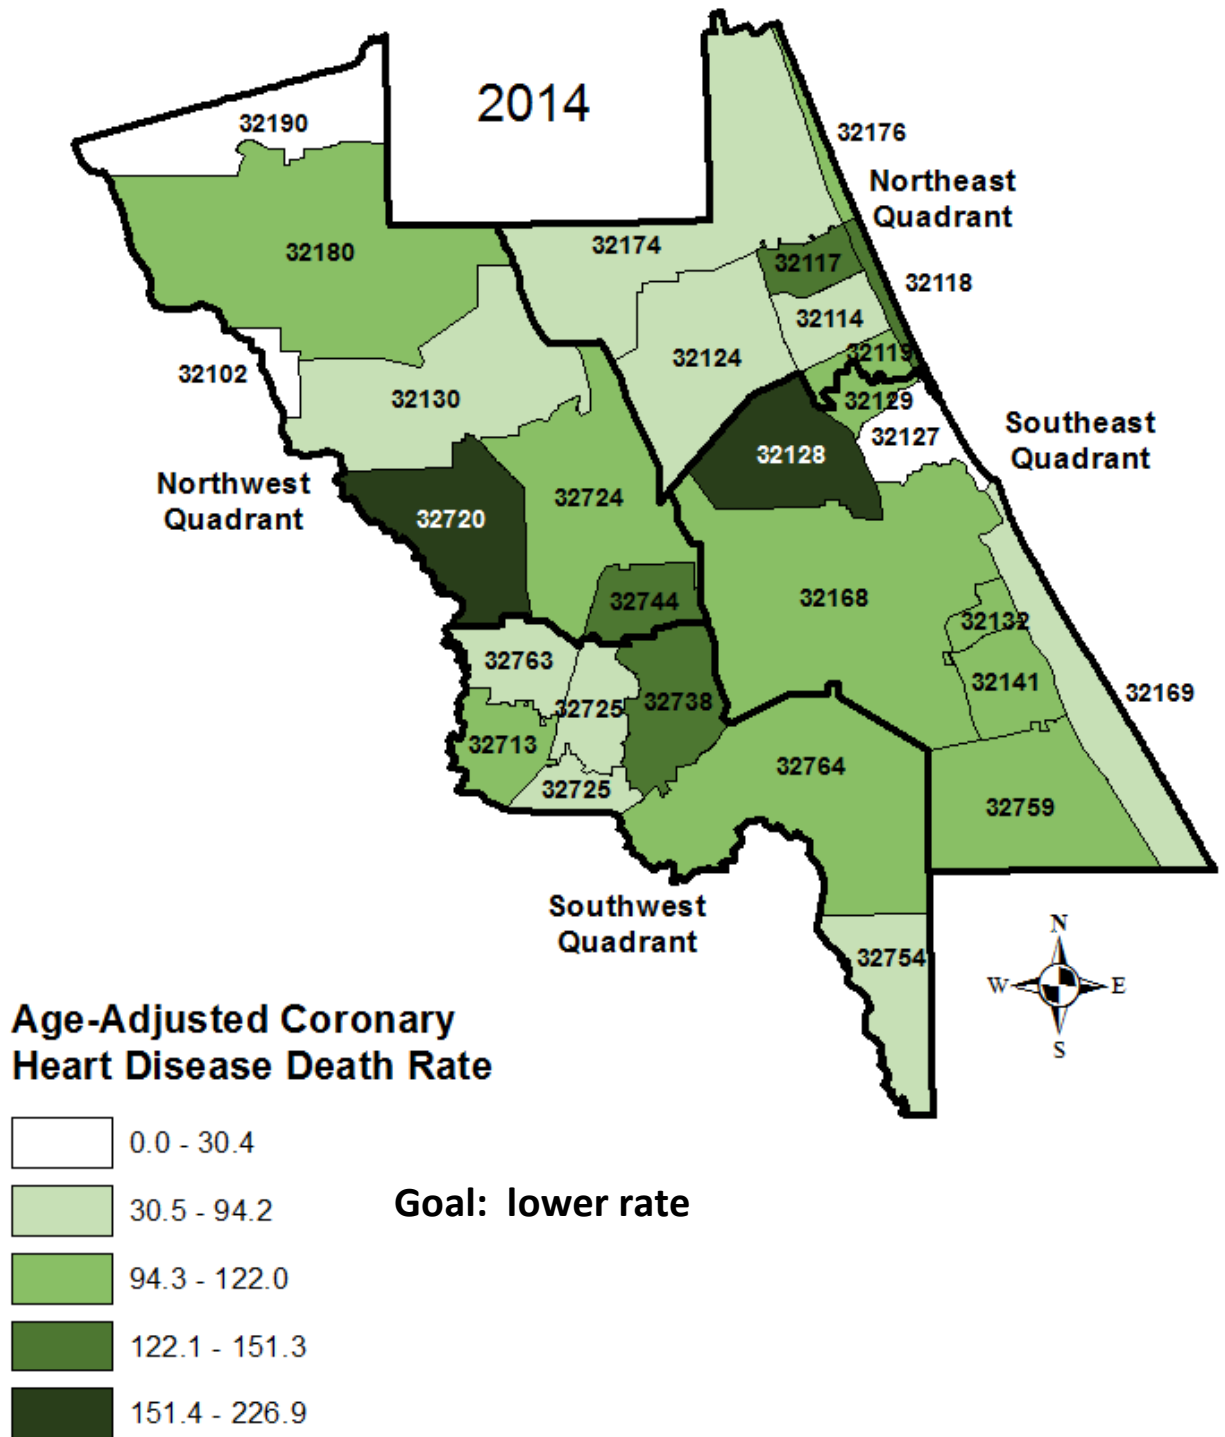 2014
32190
32176
Northeast
Quadrant
32180
32174
32117
32118
32114
32124
32119
32102
32130
32129
32127
Southeast
Quadrant
32128
Northwest
Quadrant
32724
32720
32744
32168
32132
32763
32141
32169
32725
32738
32713
32764
32725
32759
Southwest
Quadrant
32754
N
W
E
S
Age-Adjusted Coronary
Heart Disease Death Rate
0.0 - 30.4
30.5 - 94.2
Goal: lower rate
94.3 - 122.0
122.1 - 151.3
151.4 - 226.9